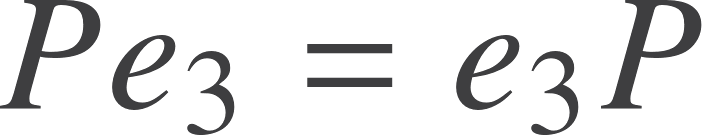 Pe₃ = e₃P